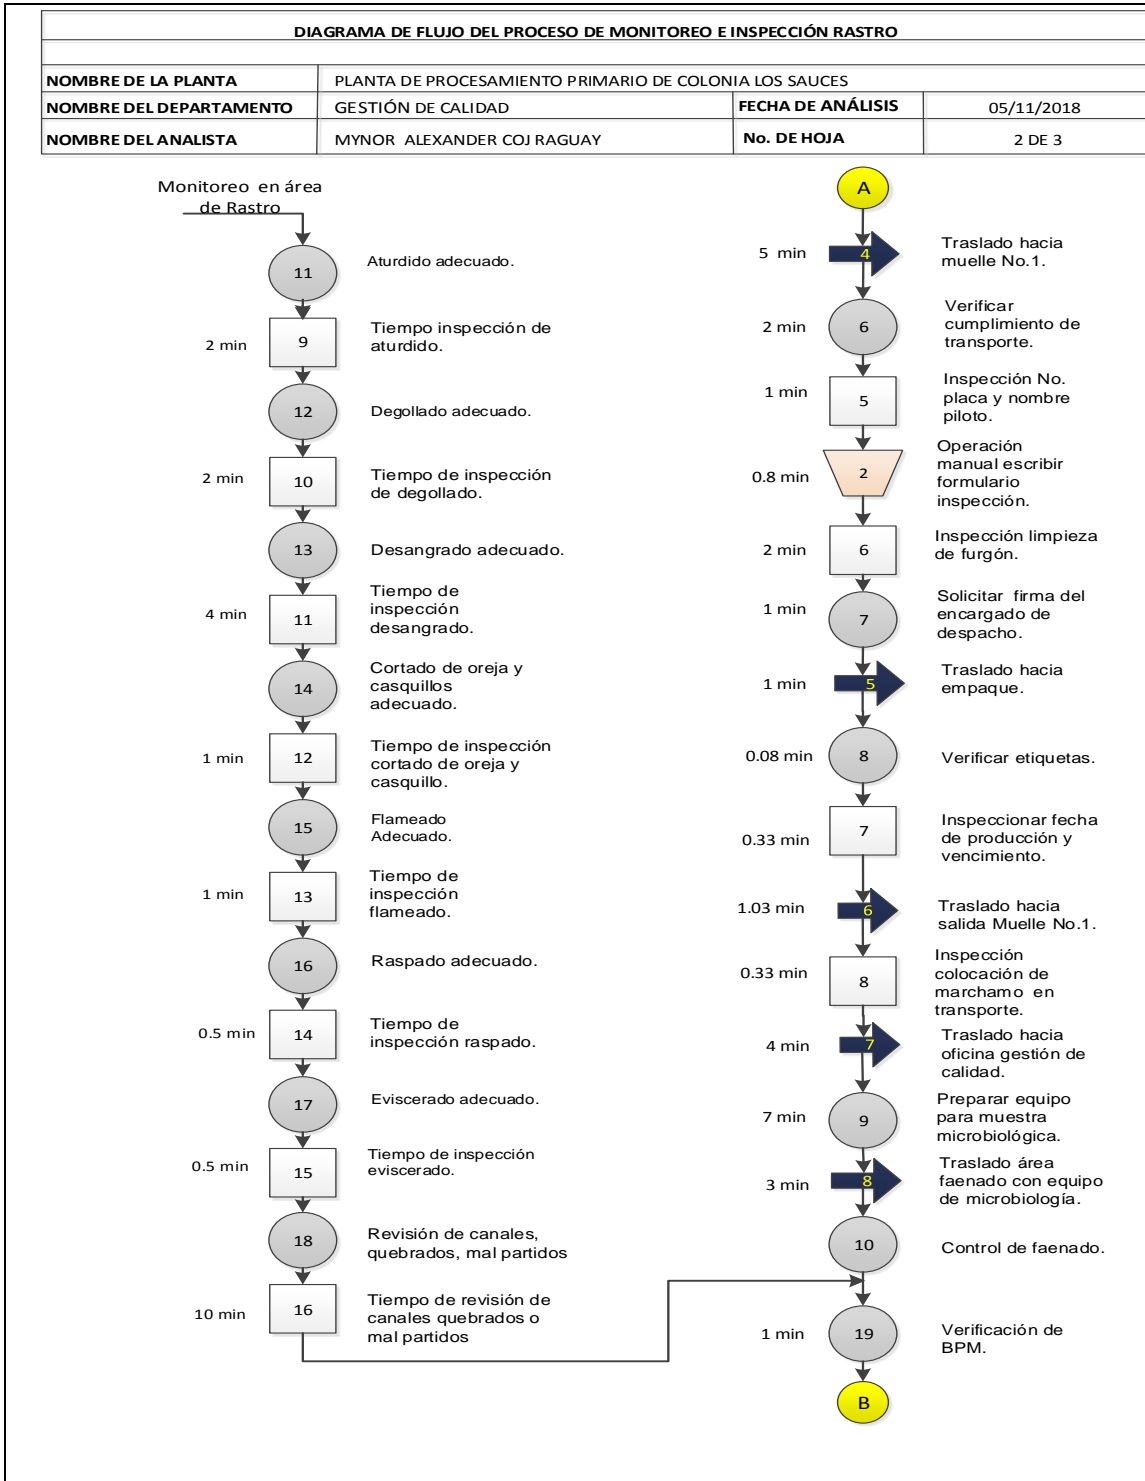 DIAGRAMA DE FLUJO DEL PROCESO DE MONITOREO E INSPECCIÓN RASTRO
NOMBRE DE LA PLANTA
PLANTA DE PROCESAMIENTO PRIMARIO DE COLONIA LOS SAUCES
NOMBRE DEL DEPARTAMENTO
GESTIÓN DE CALIDAD
FECHA DE ANÁLISIS
05/11/2018
NOMBRE DEL ANALISTA
MYNOR ALEXANDER COJ RAGUAY
No. DE HOJA
2 DE 3
Monitoreo en área
de Rastro
11
Aturdido adecuado.
2 min
9
Tiempo inspección de
aturdido.
12
Degollado adecuado.
2 min
10
Tiempo de inspección
de degollado.
13
Desangrado adecuado.
4 min
11
Tiempo de
inspección
desangrado.
14
Cortado de oreja y
casquillos
adecuado.
1 min
12
Tiempo de inspección
cortado de oreja y
casquillo.
15
Flameado
Adecuado.
1 min
13
Tiempo de
inspección
flameado.
16
Raspado adecuado.
0.5 min
14
Tiempo de
inspección raspado.
17
Eviscerado adecuado.
0.5 min
15
Tiempo de inspección
eviscerado.
18
Revisión de canales,
quebrados, mal partidos
10 min
16
Tiempo de revisión de
canales quebrados o
mal partidos
A
5 min
4
Traslado hacia
muelle No.1.
2 min
6
Verificar
cumplimiento de
transporte.
1 min
5
Inspección No.
placa y nombre
piloto.
0.8 min
2
Operación
manual escribir
formulario
inspección.
2 min
6
Inspección limpieza
de furgón.
1 min
7
Solicitar firma del
encargado de
despacho.
1 min
5
Traslado hacia
empaque.
0.08 min
8
Verificar etiquetas.
0.33 min
7
Inspeccionar fecha
de producción y
vencimiento.
1.03 min
6
Traslado hacia
salida Muelle No.1.
0.33 min
8
Inspección
colocación de
marchamo en
transporte.
4 min
7
Traslado hacia
oficina gestión de
calidad.
7 min
9
Preparar equipo
para muestra
microbiológica.
3 min
8
Traslado área
faenado con equipo
de microbiología.
10
Control de faenado.
1 min
19
Verificación de
BPM.
B